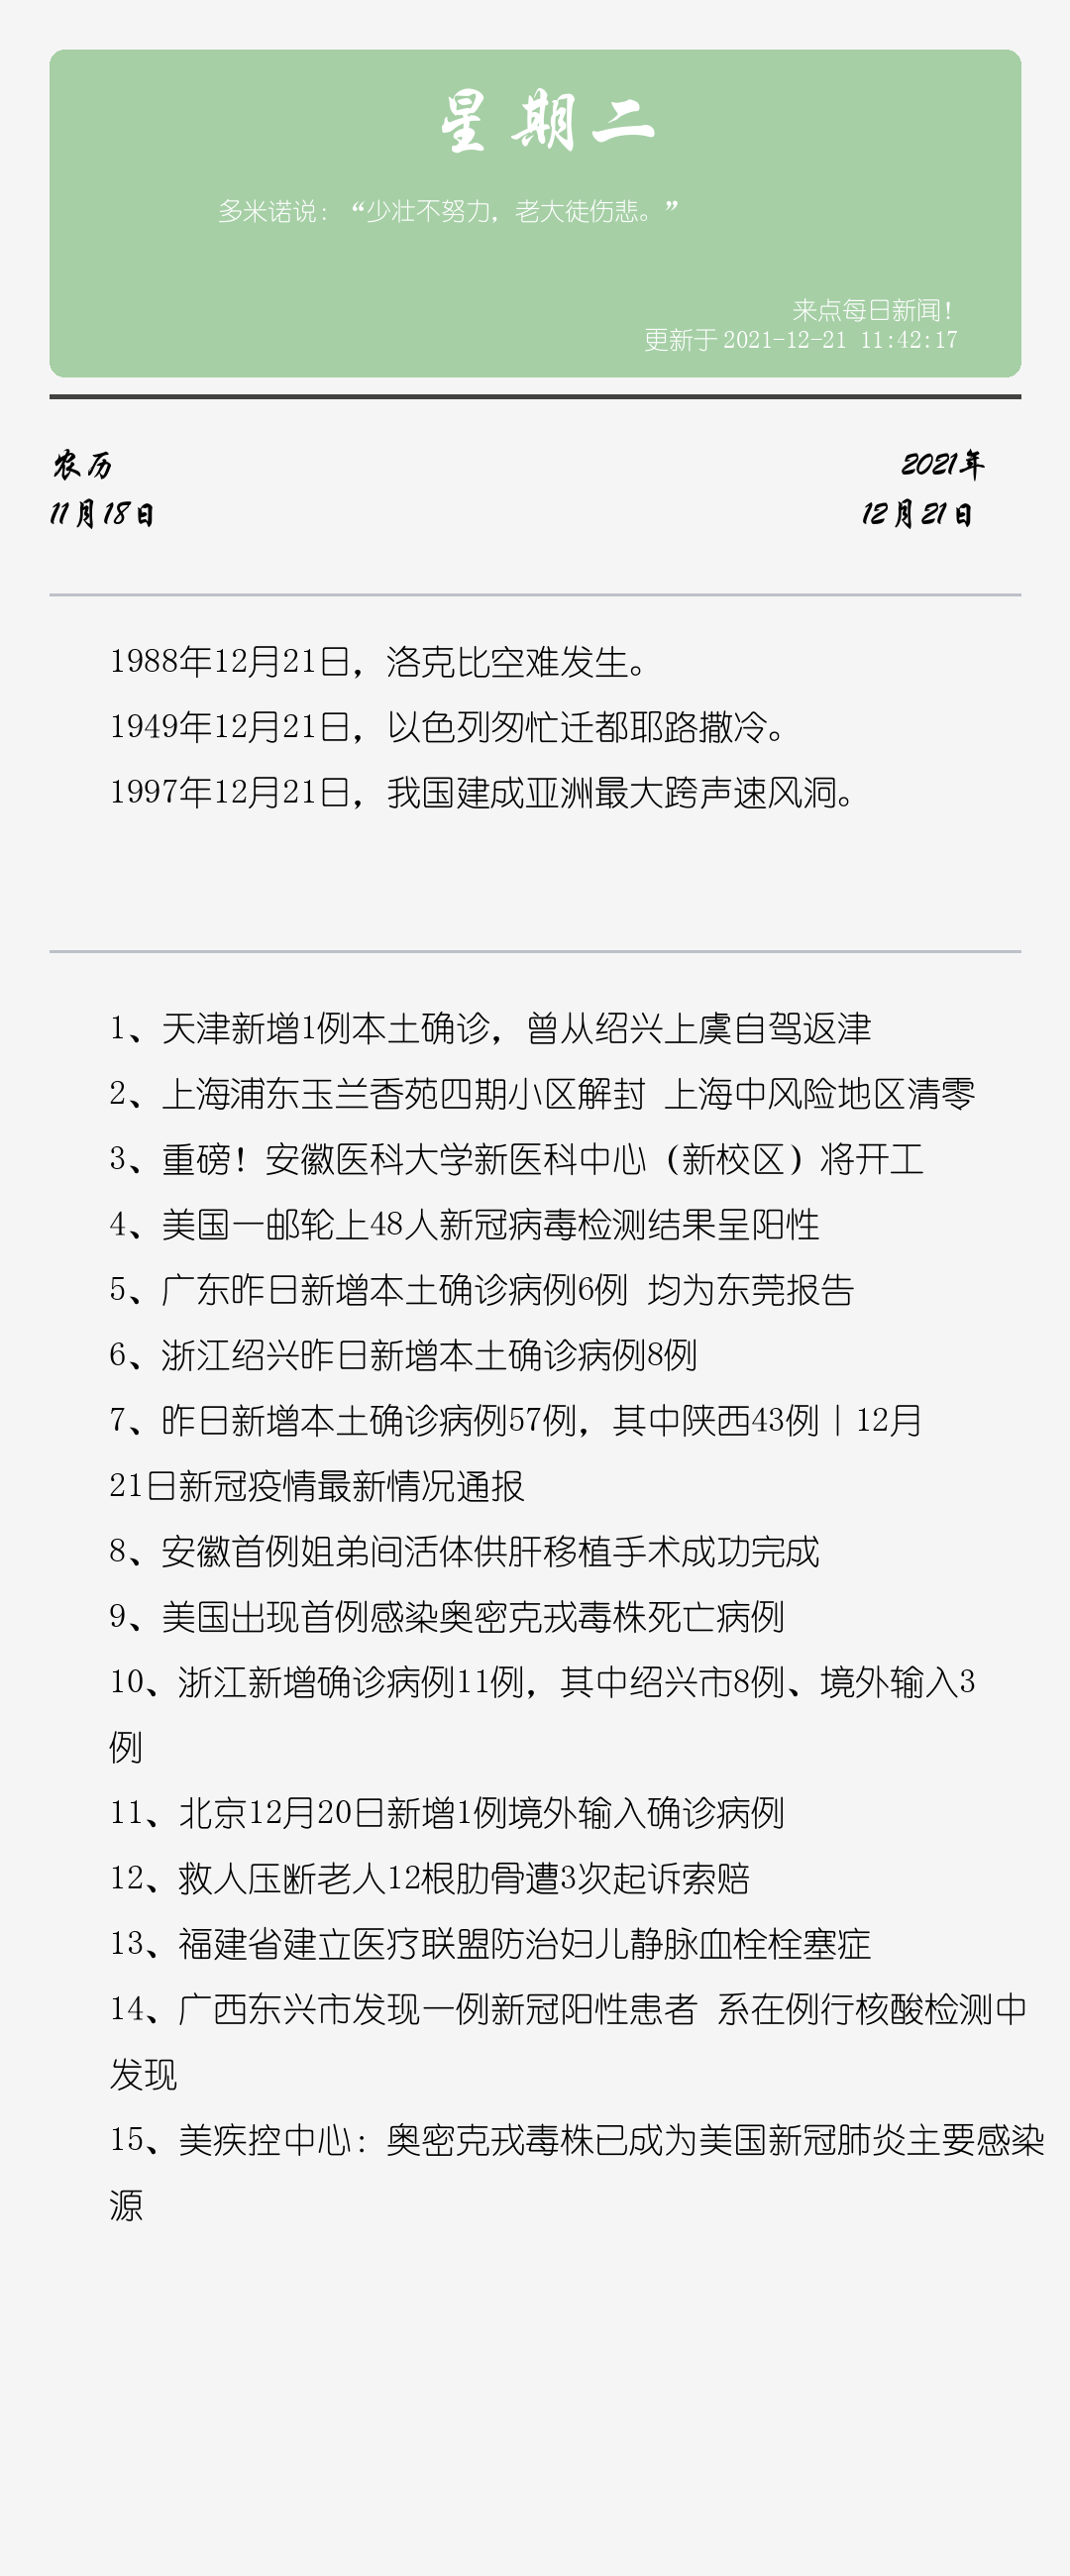 星期二
多米诺说：“少壮不努力，老大徒伤悲。”
来点每日新闻！
更新于 2021-12-21 11:42:17
农历
2021年
11月18日
12月21日
1988年12月21日，洛克比空难发生。
1949年12月21日，以色列匆忙迁都耶路撒冷。
1997年12月21日，我国建成亚洲最大跨声速风洞。
1、天津新增1例本土确诊，曾从绍兴上虞自驾返津
2、上海浦东玉兰香苑四期小区解封 上海中风险地区清零
3、重磅！安徽医科大学新医科中心（新校区）将开工
4、美国一邮轮上48人新冠病毒检测结果呈阳性
5、广东昨日新增本土确诊病例6例 均为东莞报告
6、浙江绍兴昨日新增本土确诊病例8例
7、昨日新增本土确诊病例57例，其中陕西43例丨12月
21日新冠疫情最新情况通报
8、安徽首例姐弟间活体供肝移植手术成功完成
9、美国出现首例感染奥密克戎毒株死亡病例
10、浙江新增确诊病例11例，其中绍兴市8例、境外输入3
例
11、北京12月20日新增1例境外输入确诊病例
12、救人压断老人12根肋骨遭3次起诉索赔
13、福建省建立医疗联盟防治妇儿静脉血栓栓塞症
14、广西东兴市发现一例新冠阳性患者 系在例行核酸检测中
发现
15、美疾控中心：奥密克戎毒株已成为美国新冠肺炎主要感染
源